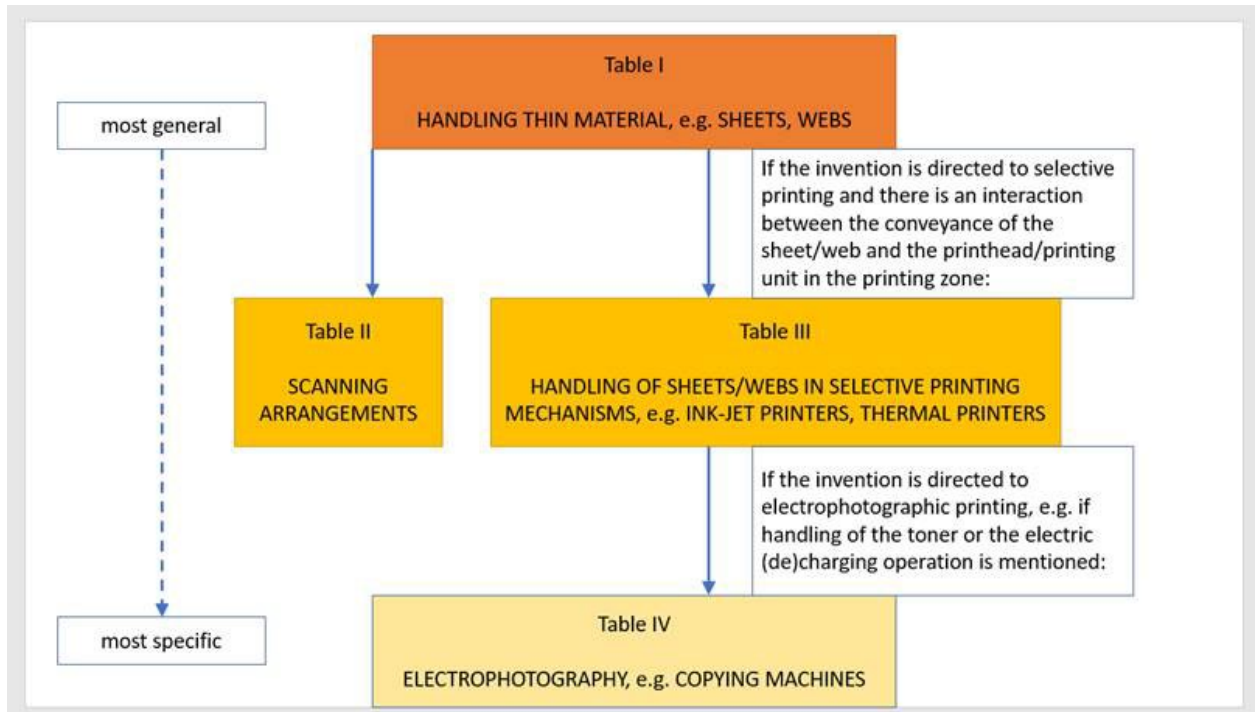 Table I
HANDLING THIN MATERIAL, e.g. SHEETS, WEBS
most general
If the invention is directed to selective
printing and there is an interaction
between the conveyance of the
sheet/web and the printhead/printing
unit in the printing zone:
Table II
SCANNING
ARRANGEMENTS
Table III
HANDLING OF SHEETS/WEBS IN SELECTIVE PRINTING
MECHANISMS, e.g. INK-JET PRINTERS, THERMAL PRINTERS
If the invention is directed to
electrophotographic printing, e.g. if
handling of the toner or the electric
(de)charging operation is mentioned:
most specific
Table IV
ELECTROPHOTOGRAPHY, e.g. COPYING MACHINES